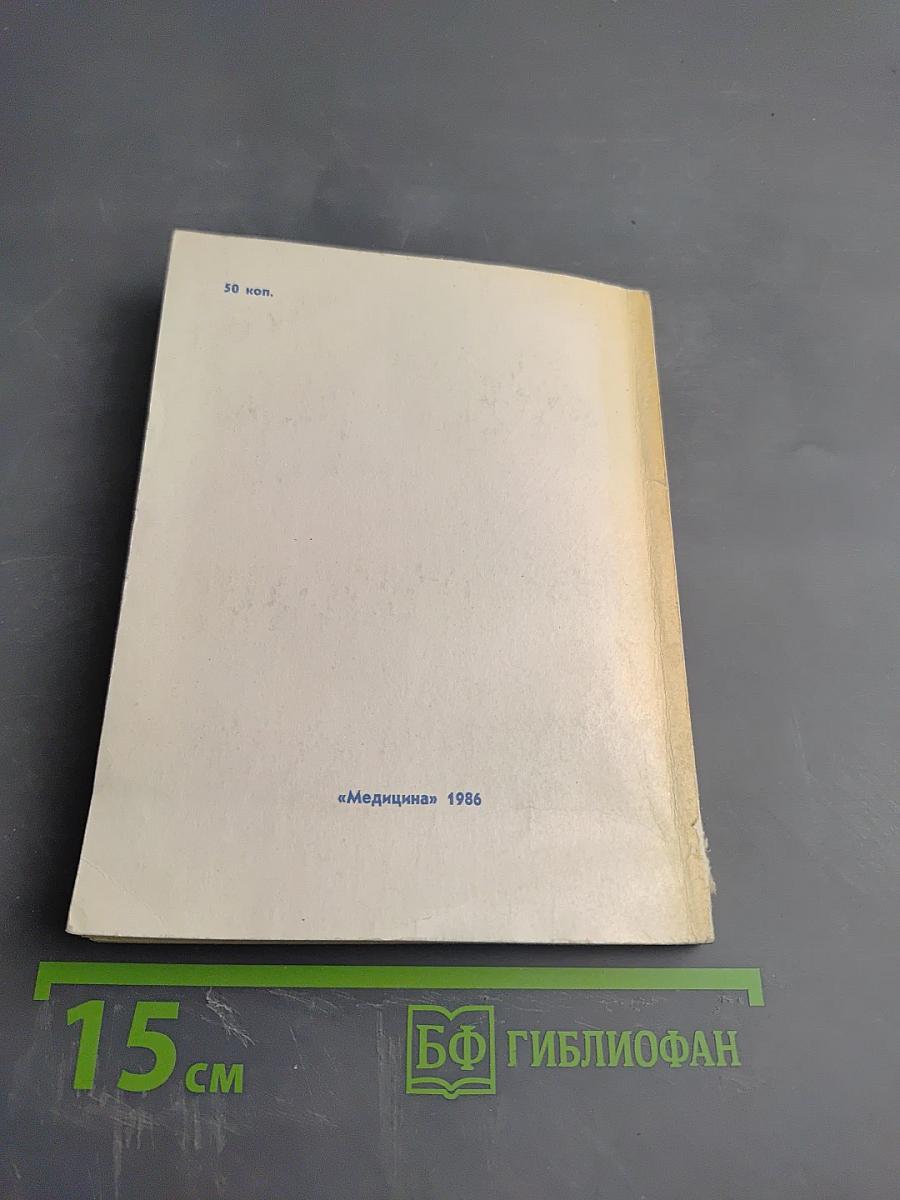 50 коп.
«Медицина» 1986
15 см
БФ ГИБЛИОФАН